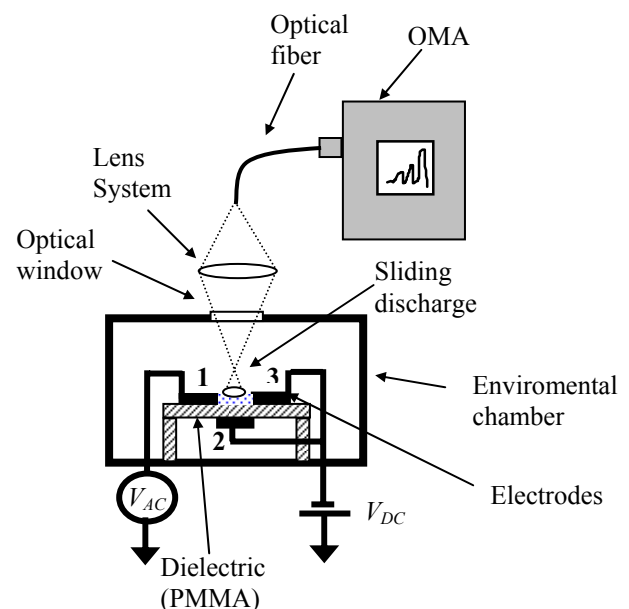 Optical
fiber
OMA
Lens
System
Optical
window
Sliding
discharge
1
3
Enviromental
chamber
2
Electrodes
V_AC
V_DC
Dielectric
(PMMA)